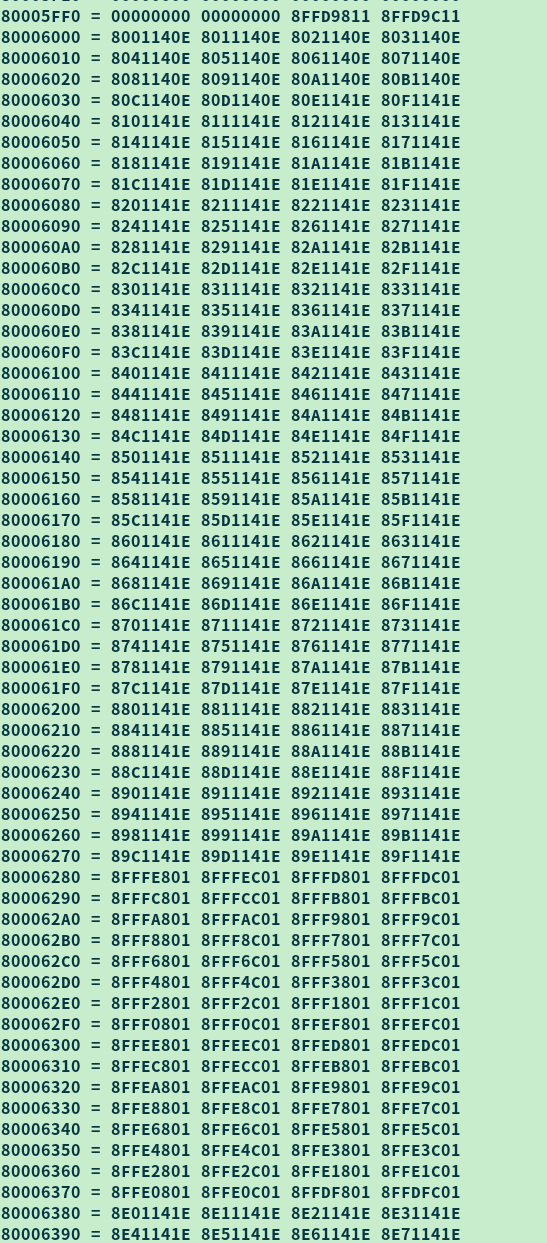 80005FF0 = 00000000 00000000 8FFD9811 8FFD9C11
80006000 = 8001140E 8011140E 8021140E 8031140E
80006010 = 8041140E 8051140E 8061140E 8071140E
80006020 = 8081140E 8091140E 80A1140E 80B1140E
80006030 = 80C1140E 80D1140E 80E1141E 80F1141E
80006040 = 8101141E 8111141E 8121141E 8131141E
80006050 = 8141141E 8151141E 8161141E 8171141E
80006060 = 8181141E 8191141E 81A1141E 81B1141E
80006070 = 81C1141E 81D1141E 81E1141E 81F1141E
80006080 = 8201141E 8211141E 8221141E 8231141E
80006090 = 8241141E 8251141E 8261141E 8271141E
800060A0 = 8281141E 8291141E 82A1141E 82B1141E
800060B0 = 82C1141E 82D1141E 82E1141E 82F1141E
800060C0 = 8301141E 8311141E 8321141E 8331141E
800060D0 = 8341141E 8351141E 8361141E 8371141E
800060E0 = 8381141E 8391141E 83A1141E 83B1141E
800060F0 = 83C1141E 83D1141E 83E1141E 83F1141E
80006100 = 8401141E 8411141E 8421141E 8431141E
80006110 = 8441141E 8451141E 8461141E 8471141E
80006120 = 8481141E 8491141E 84A1141E 84B1141E
80006130 = 84C1141E 84D1141E 84E1141E 84F1141E
80006140 = 8501141E 8511141E 8521141E 8531141E
80006150 = 8541141E 8551141E 8561141E 8571141E
80006160 = 8581141E 8591141E 85A1141E 85B1141E
80006170 = 85C1141E 85D1141E 85E1141E 85F1141E
80006180 = 8601141E 8611141E 8621141E 8631141E
80006190 = 8641141E 8651141E 8661141E 8671141E
800061A0 = 8681141E 8691141E 86A1141E 86B1141E
800061B0 = 86C1141E 86D1141E 86E1141E 86F1141E
800061C0 = 8701141E 8711141E 8721141E 8731141E
800061D0 = 8741141E 8751141E 8761141E 8771141E
800061E0 = 8781141E 8791141E 87A1141E 87B1141E
800061F0 = 87C1141E 87D1141E 87E1141E 87F1141E
80006200 = 8801141E 8811141E 8821141E 8831141E
80006210 = 8841141E 8851141E 8861141E 8871141E
80006220 = 8881141E 8891141E 88A1141E 88B1141E
80006230 = 88C1141E 88D1141E 88E1141E 88F1141E
80006240 = 8901141E 8911141E 8921141E 8931141E
80006250 = 8941141E 8951141E 8961141E 8971141E
80006260 = 8981141E 8991141E 89A1141E 89B1141E
80006270 = 89C1141E 89D1141E 89E1141E 89F1141E
80006280 = 8FFFE801 8FFFEC01 8FFFD801 8FFFDC01
80006290 = 8FFFC801 8FFFCC01 8FFFB801 8FFFBC01
800062A0 = 8FFFA801 8FFFAC01 8FFF9801 8FFF9C01
800062B0 = 8FFF8801 8FFF8C01 8FFF7801 8FFF7C01
800062C0 = 8FFF6801 8FFF6C01 8FFF5801 8FFF5C01
800062D0 = 8FFF4801 8FFF4C01 8FFF3801 8FFF3C01
800062E0 = 8FFF2801 8FFF2C01 8FFF1801 8FFF1C01
800062F0 = 8FFF0801 8FFF0C01 8FFEF801 8FFEFC01
80006300 = 8FFEE801 8FFEEC01 8FFED801 8FFEDC01
80006310 = 8FFEC801 8FFECC01 8FFEB801 8FFEBC01
80006320 = 8FFEA801 8FFEAC01 8FFE9801 8FFE9C01
80006330 = 8FFE8801 8FFE8C01 8FFE7801 8FFE7C01
80006340 = 8FFE6801 8FFE6C01 8FFE5801 8FFE5C01
80006350 = 8FFE4801 8FFE4C01 8FFE3801 8FFE3C01
80006360 = 8FFE2801 8FFE2C01 8FFE1801 8FFE1C01
80006370 = 8FFE0801 8FFE0C01 8FFDF801 8FFDFC01
80006380 = 8E01141E 8E11141E 8E21141E 8E31141E
80006390 = 8E41141E 8E51141E 8E61141E 8E71141E